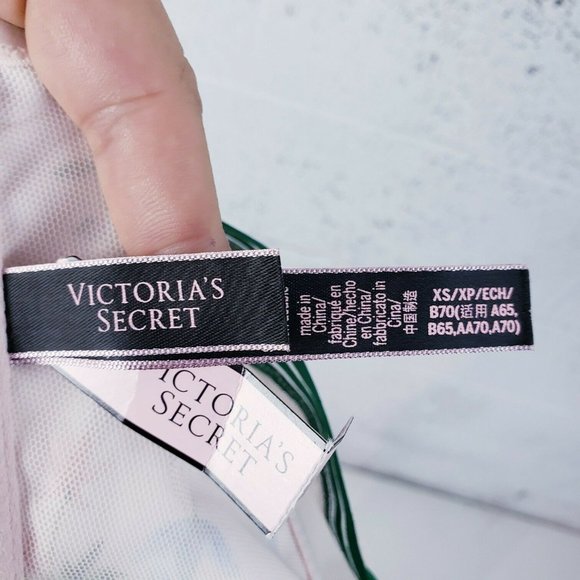 VICTORIA'S
SECRET
made in
China/
fabriqué en
Chine/hecho
en China/
fabbricato in
Cina/
中国制造
XS/XP/ECH/
B70(适用 A65,
B65,AA70,A70)
ICTORIA'S
SECRET